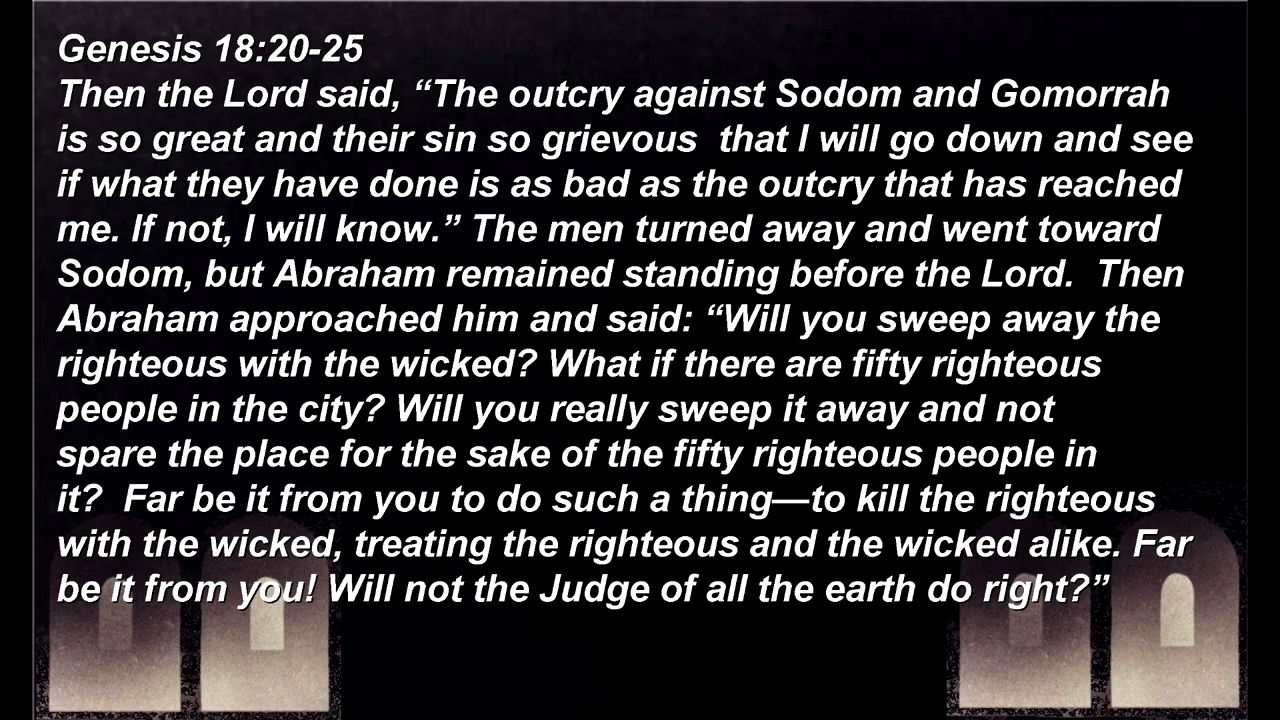 Genesis 18:20-25
Then the Lord said, “The outcry against Sodom and Gomorrah
is so great and their sin so grievous  that I will go down and see
if what they have done is as bad as the outcry that has reached
me. If not, I will know.” The men turned away and went toward
Sodom, but Abraham remained standing before the Lord.  Then
Abraham approached him and said: “Will you sweep away the
righteous with the wicked? What if there are fifty righteous
people in the city? Will you really sweep it away and not
spare the place for the sake of the fifty righteous people in
it?  Far be it from you to do such a thing—to kill the righteous
with the wicked, treating the righteous and the wicked alike. Far
be it from you! Will not the Judge of all the earth do right?”